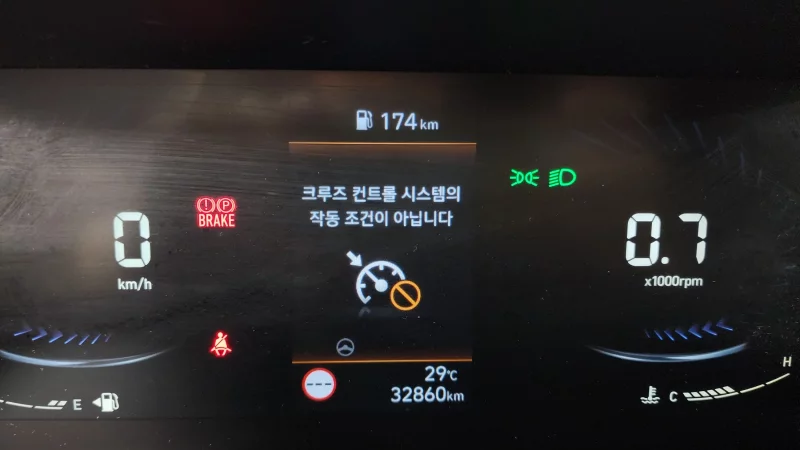 174 km
크루즈 컨트롤 시스템의
작동 조건이 아닙니다
(!) (P)
BRAKE
0
km/h
0.7
x1000rpm
---
29℃
32860km
E
C
H